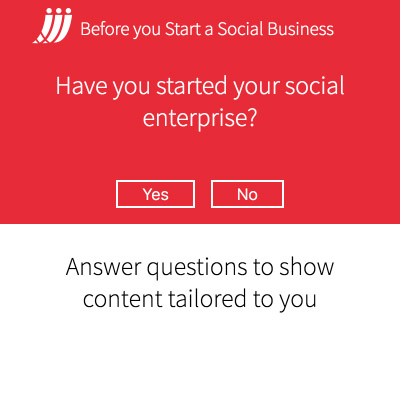 Before you Start a Social Business
Have you started your social
enterprise?
Yes
No
Answer questions to show
content tailored to you